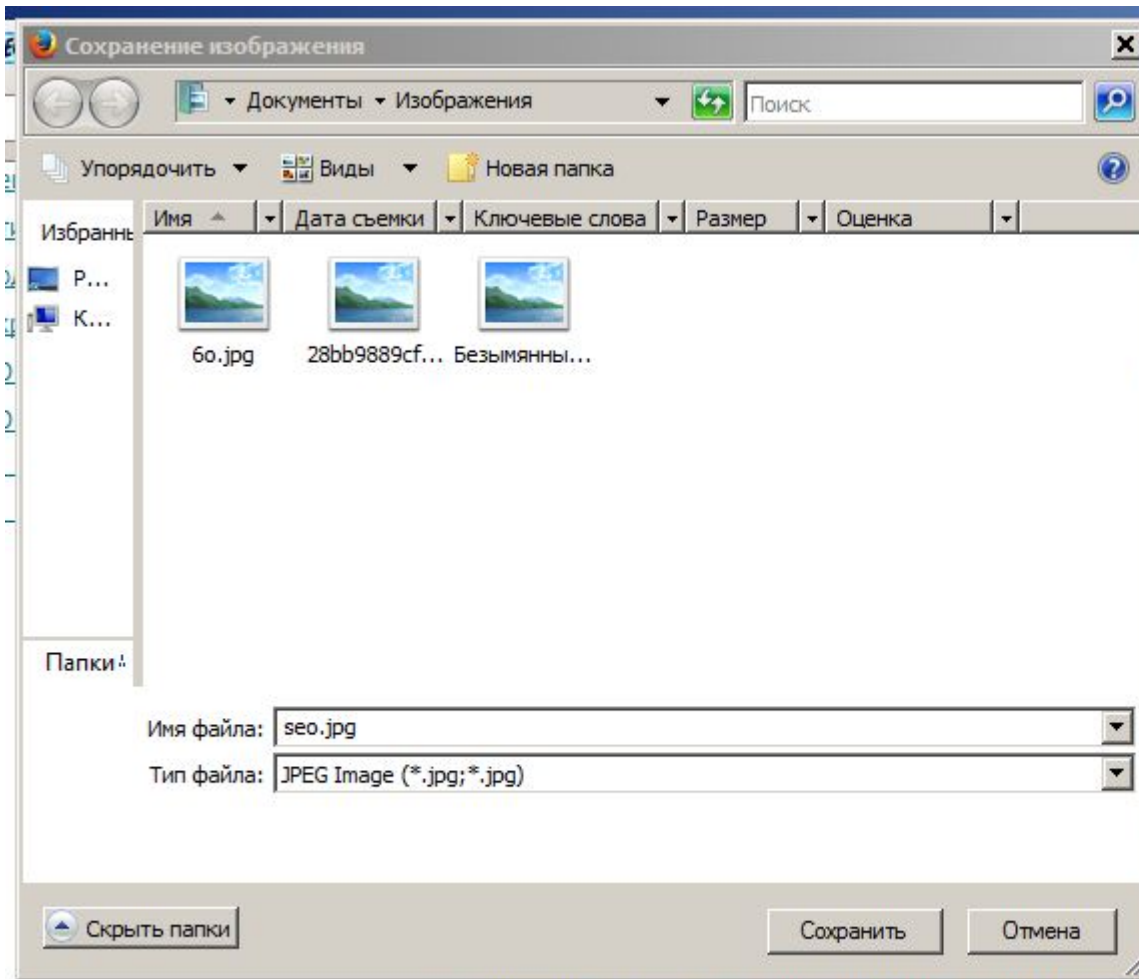 Сохранение изображения
Документы Изображения Поиск
Упорядочить Виды Новая папка
Избраннь Имя Дата съемки Ключевые слова Размер Оценка
Р...
К...
6o.jpg 28bb9889cf... Безымянны...
Папки
Имя файла: seo.jpg
Тип файла: JPEG Image (*.jpg;*.jpg)
Скрыть папки Сохранить Отмена